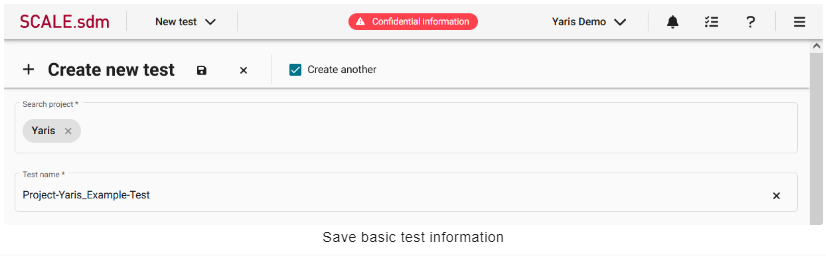 SCALE.sdm New test Confidential information Yaris Demo ?
+ Create new test × Create another
Search project *
Yaris ×
Test name *
Project-Yaris_Example-Test ×
Save basic test information